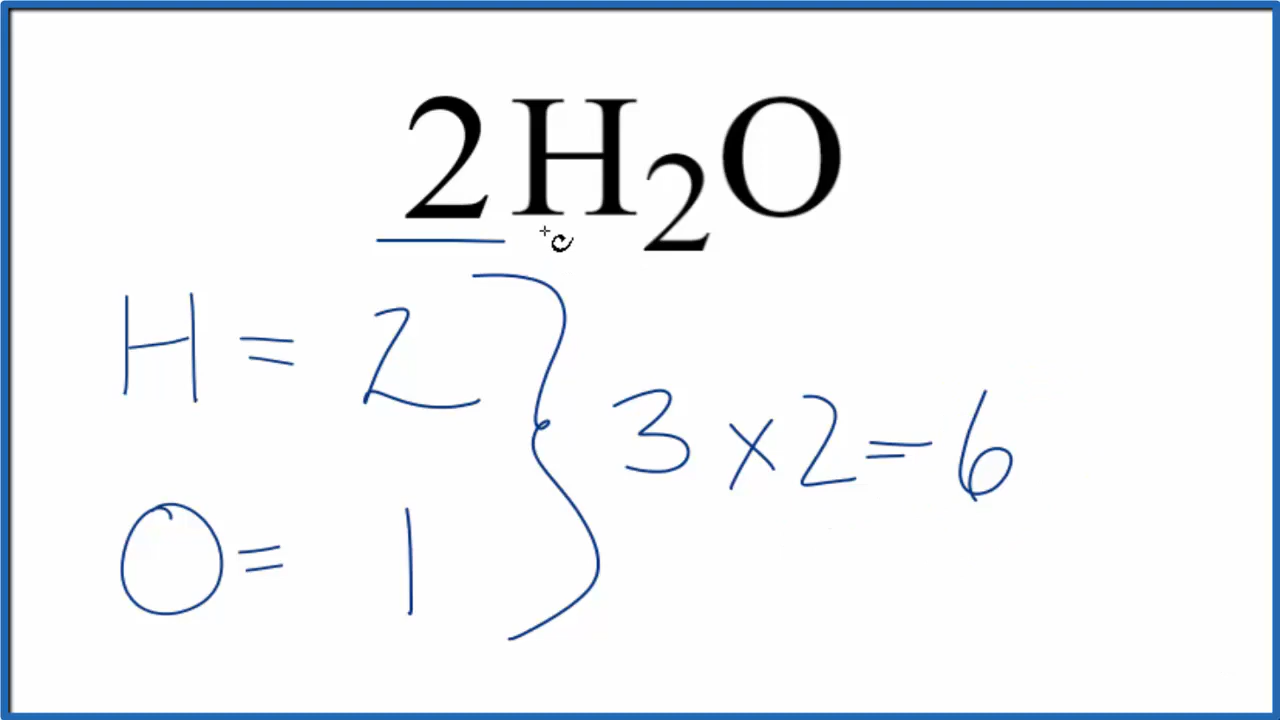 2H₂O
H = 2
3 x 2 = 6
O = 1